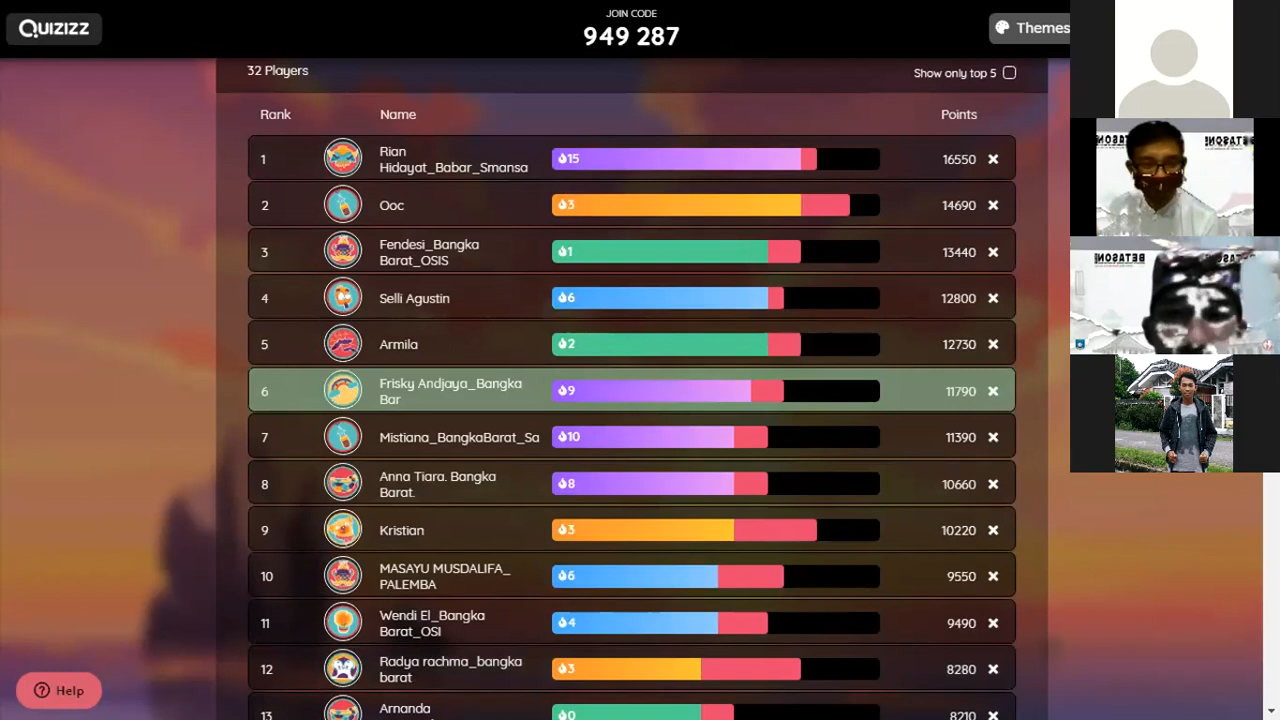 Quizizz
JOIN CODE
949 287
Themes
32 Players
Show only top 5
Rank Name Points
1 Rian Hidayat_Babar_Smansa 15 16550
2 Ooc 3 14690
3 Fendesi_Bangka Barat_OSIS 1 13440
4 Selli Agustin 6 12800
5 Armila 2 12730
6 Frisky Andjaya_Bangka Bar 9 11790
7 Mistiana_BangkaBarat_Sa 10 11390
8 Anna Tiara. Bangka Barat. 8 10660
9 Kristian 3 10220
10 MASAYU MUSDALIFA_ PALEMBA 6 9550
11 Wendi El_Bangka Barat_OSI 4 9490
12 Radya rachma_bangka barat 3 8280
13 Arnanda 0 8210
Help